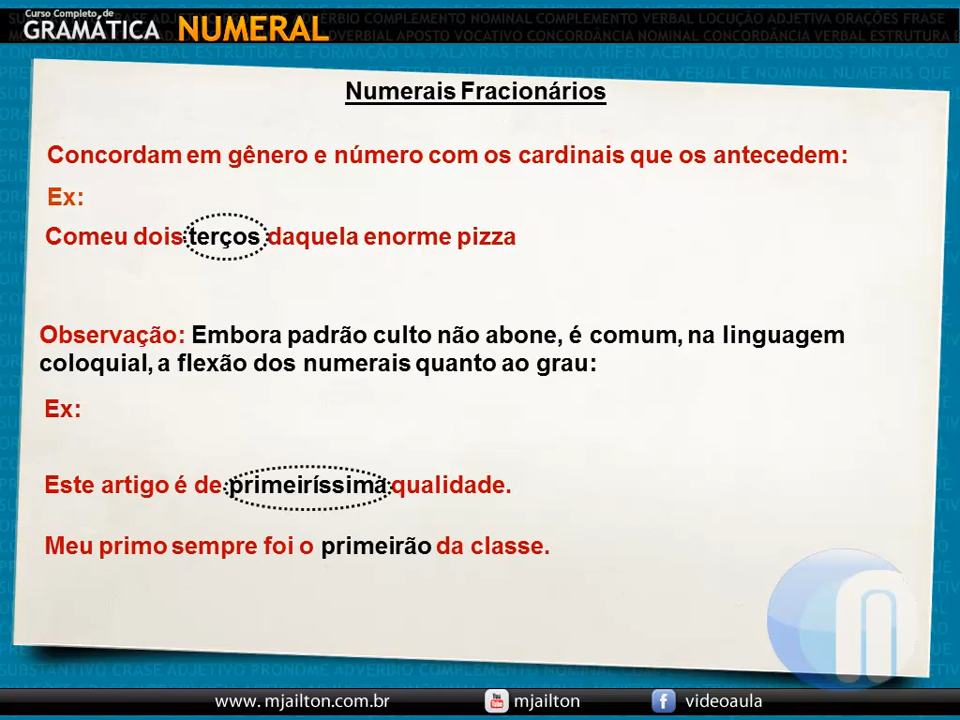 Curso Completo de
GRAMÁTICA NUMERAL
Numerais Fracionários
Concordam em gênero e número com os cardinais que os antecedem:
Ex:
Comeu dois terços daquela enorme pizza
Observação: Embora padrão culto não abone, é comum, na linguagem
coloquial, a flexão dos numerais quanto ao grau:
Ex:
Este artigo é de primeiríssima qualidade.
Meu primo sempre foi o primeirão da classe.
www. mjailton.com.br You Tube mjailton f videoaula